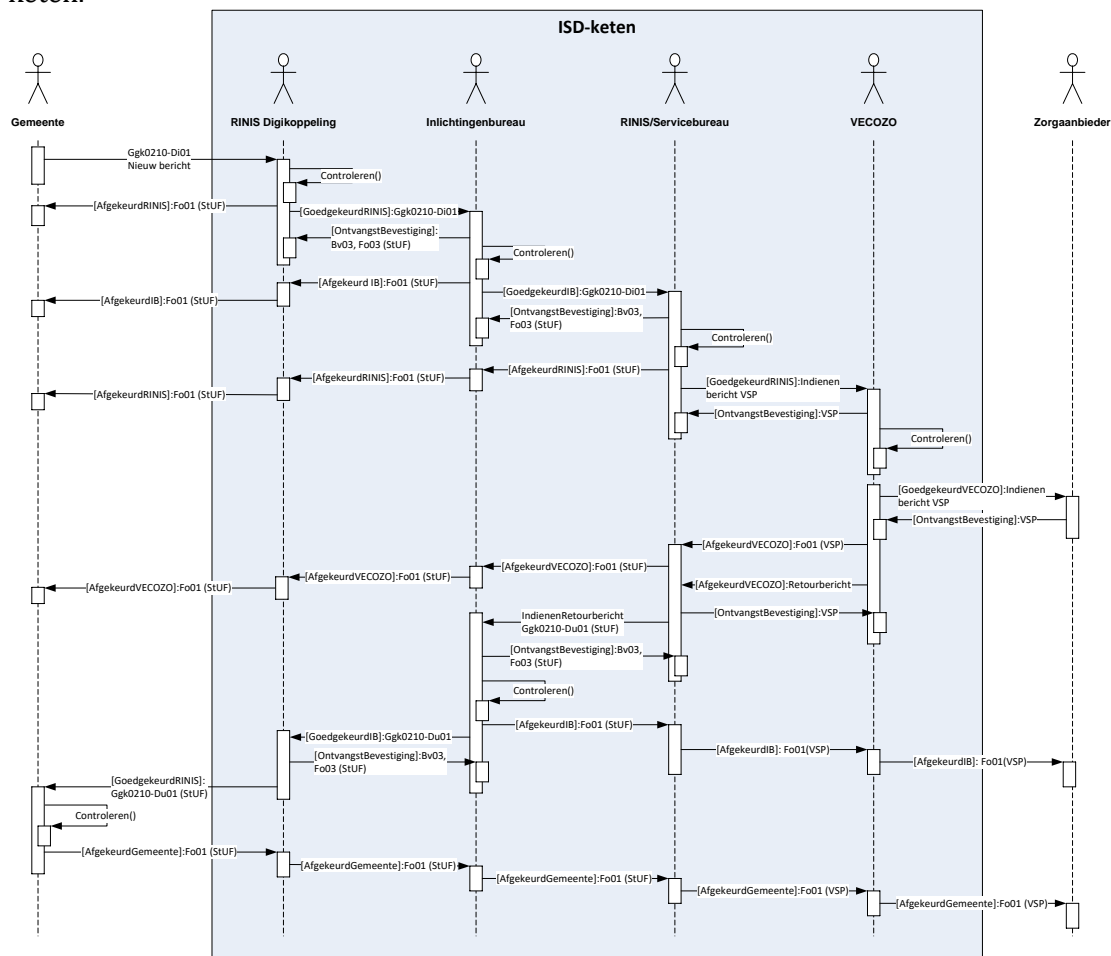 keten.
ISD-keten
Gemeente
RINIS Digikoppeling
Inlichtingenbureau
RINIS/Servicebureau
VECOZO
Zorgaanbieder
Ggk0210-Di01
Nieuw bericht
Controleren()
[AfgekeurdRINIS]:Fo01 (StUF)
[GoedgekeurdRINIS]:Ggk0210-Di01
[OntvangstBevestiging]:
Bv03, Fo03 (StUF)
Controleren()
[Afgekeurd IB]:Fo01 (StUF)
[AfgekeurdIB]:Fo01 (StUF)
[GoedgekeurdIB]:Ggk0210-Di01
[OntvangstBevestiging]:Bv03,
Fo03 (StUF)
Controleren()
[AfgekeurdRINIS]:Fo01 (StUF)
[AfgekeurdRINIS]:Fo01 (StUF)
[AfgekeurdRINIS]:Fo01 (StUF)
[GoedgekeurdRINIS]:Indienen
bericht VSP
[OntvangstBevestiging]:VSP
Controleren()
[GoedgekeurdVECOZO]:Indienen
bericht VSP
[OntvangstBevestiging]:VSP
[AfgekeurdVECOZO]:Fo01 (VSP)
[AfgekeurdVECOZO]:Fo01 (StUF)
[AfgekeurdVECOZO]:Fo01 (StUF)
[AfgekeurdVECOZO]:Fo01 (StUF)
[AfgekeurdVECOZO]:Retourbericht
[OntvangstBevestiging]:VSP
IndienenRetourbericht
Ggk0210-Du01 (StUF)
[OntvangstBevestiging]:Bv03,
Fo03 (StUF)
Controleren()
[AfgekeurdIB]:Fo01 (StUF)
[GoedgekeurdIB]:Ggk0210-Du01
[AfgekeurdIB]: Fo01(VSP)
[AfgekeurdIB]: Fo01(VSP)
[OntvangstBevestiging]:Bv03,
Fo03 (StUF)
[GoedgekeurdRINIS]:
Ggk0210-Du01 (StUF)
Controleren()
[AfgekeurdGemeente]:Fo01 (StUF)
[AfgekeurdGemeente]:Fo01 (StUF)
[AfgekeurdGemeente]:Fo01 (StUF)
[AfgekeurdGemeente]:Fo01 (VSP)
[AfgekeurdGemeente]:Fo01 (VSP)